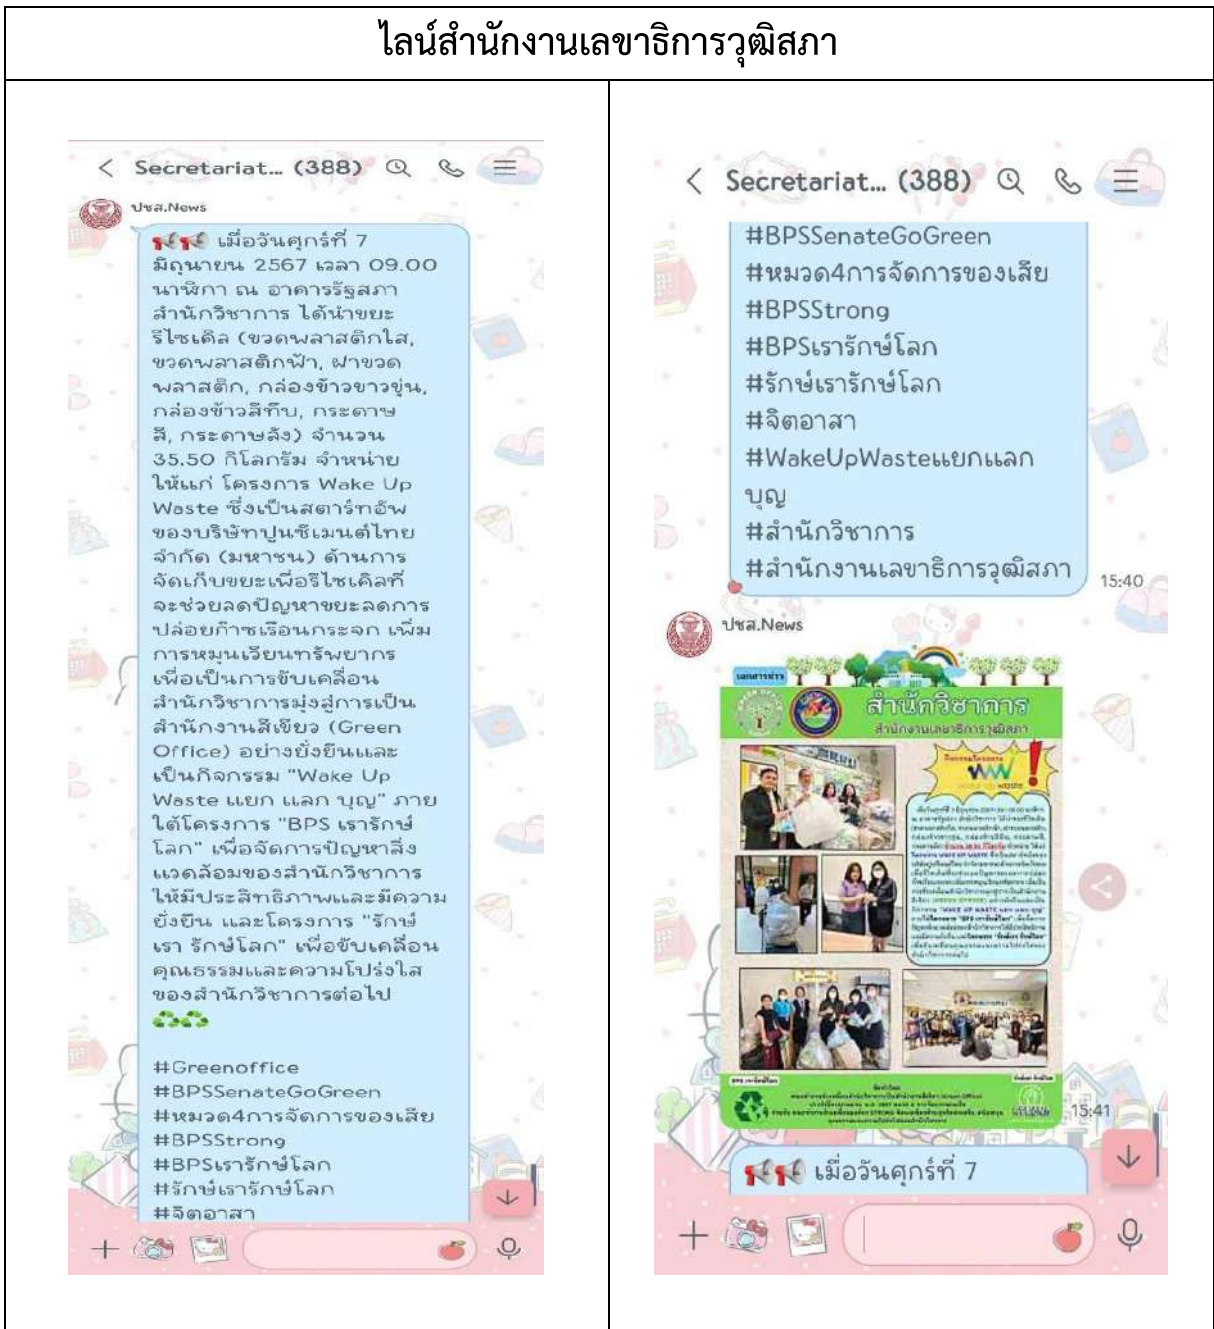 ไลน์สำนักงานเลขาธิการวุฒิสภา
Secretariat... (388)
ปชส.News
เมื่อวันศุกร์ที่ 7
มิถุนายน 2567 เวลา 09.00
นาฬิกา ณ อาคารรัฐสภา
สำนักวิชาการ ได้นำขยะ
รีไซเคิล (ขวดพลาสติกใส,
ขวดพลาสติกฟ้า, ฝาขวด
พลาสติก, กล่องข้าวขาวขุ่น,
กล่องข้าวสีทึบ, กระดาษ
สี, กระดาษลัง) จำนวน
35.50 กิโลกรัม จำหน่าย
ให้แก่ โครงการ Wake Up
Waste ซึ่งเป็นสตาร์ทอัพ
ของบริษัทปูนซีเมนต์ไทย
จำกัด (มหาชน) ด้านการ
จัดเก็บขยะเพื่อรีไซเคิลที่
จะช่วยลดปัญหาขยะลดการ
ปล่อยก๊าซเรือนกระจก เพิ่ม
การหมุนเวียนทรัพยากร
เพื่อเป็นการขับเคลื่อน
สำนักวิชาการมุ่งสู่การเป็น
สำนักงานสีเขียว (Green
Office) อย่างยั่งยืนและ
เป็นกิจกรรม "Wake Up
Waste แยก แลก บุญ" ภาย
ใต้โครงการ "BPS เรารักษ์
โลก" เพื่อจัดการปัญหาสิ่ง
แวดล้อมของสำนักวิชาการ
ให้มีประสิทธิภาพและมีความ
ยั่งยืน และโครงการ "รักษ์
เรา รักษ์โลก" เพื่อขับเคลื่อน
คุณธรรมและความโปร่งใส
ของสำนักวิชาการต่อไป
#Greenoffice
#BPSSenateGoGreen
#หมวด4การจัดการของเสีย
#BPSStrong
#BPSเรารักษ์โลก
#รักษ์เรารักษ์โลก
#จิตอาสา
Secretariat... (388)
#BPSSenateGoGreen
#หมวด4การจัดการของเสีย
#BPSStrong
#BPSเรารักษ์โลก
#รักษ์เรารักษ์โลก
#จิตอาสา
#WakeUpWasteแยกแลก
บุญ
#สำนักวิชาการ
#สำนักงานเลขาธิการวุฒิสภา
15:40
ปชส.News
เอกสารข่าว
สำนักวิชาการ
สำนักงานเลขาธิการวุฒิสภา
wake up waste
BPS เรารักษ์โลก
15:41
เมื่อวันศุกร์ที่ 7